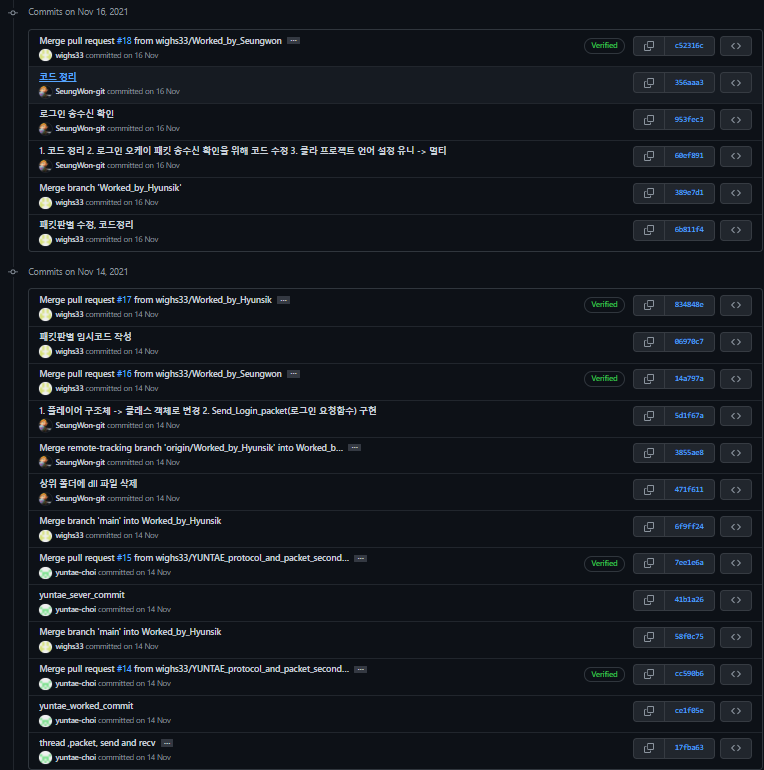 Commits on Nov 16, 2021
Merge pull request #18 from wighs33/Worked_by_Seungwon ...
wighs33 committed on 16 Nov
Verified
c52316c
코드 정리
SeungWon-git committed on 16 Nov
356aaa3
로그인 송수신 확인
SeungWon-git committed on 16 Nov
953fec3
1. 코드 정리 2. 로그인 오케이 패킷 송수신 확인을 위해 코드 수정 3. 클라 프로젝트 언어 설정 유니 -> 멀티
SeungWon-git committed on 16 Nov
60ef891
Merge branch 'Worked_by_Hyunsik'
wighs33 committed on 16 Nov
389e7d1
패킷판별 수정, 코드정리
wighs33 committed on 16 Nov
6b811f4
Commits on Nov 14, 2021
Merge pull request #17 from wighs33/Worked_by_Hyunsik ...
wighs33 committed on 14 Nov
Verified
834848e
패킷판별 임시코드 작성
wighs33 committed on 14 Nov
06970c7
Merge pull request #16 from wighs33/Worked_by_Seungwon ...
wighs33 committed on 14 Nov
Verified
14a797a
1. 플레이어 구조체 -> 클래스 객체로 변경 2. Send_Login_packet(로그인 요청함수) 구현
SeungWon-git committed on 14 Nov
5d1f67a
Merge remote-tracking branch 'origin/Worked_by_Hyunsik' into Worked_b... ...
SeungWon-git committed on 14 Nov
3855ae8
상위 폴더에 dll 파일 삭제
SeungWon-git committed on 14 Nov
471f611
Merge branch 'main' into Worked_by_Hyunsik
wighs33 committed on 14 Nov
6f9ff24
Merge pull request #15 from wighs33/YUNTAE_protocol_and_packet_second... ...
yuntae-choi committed on 14 Nov
Verified
7ee1e6a
yuntae_sever_commit
yuntae-choi committed on 14 Nov
41b1a26
Merge branch 'main' into Worked_by_Hyunsik
wighs33 committed on 14 Nov
58f0c75
Merge pull request #14 from wighs33/YUNTAE_protocol_and_packet_second... ...
yuntae-choi committed on 14 Nov
Verified
cc590b6
yuntae_worked_commit
yuntae-choi committed on 14 Nov
ce1f05e
thread ,packet, send and recv ...
yuntae-choi committed on 14 Nov
17fba63